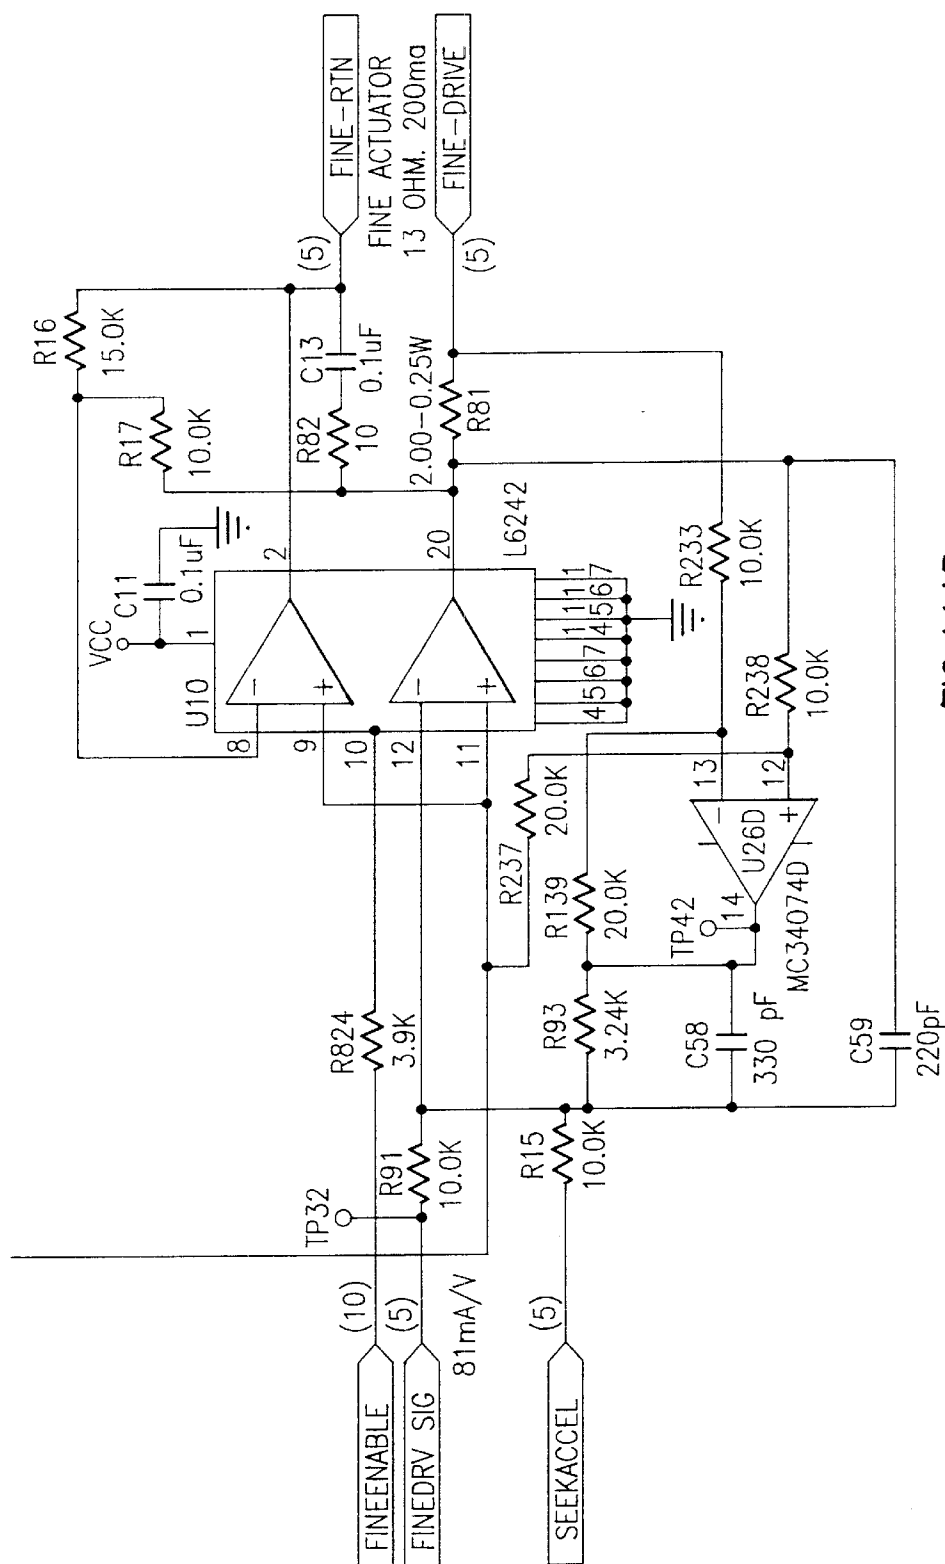 FINE-RTN
(5)
FINE ACTUATOR
13 OHM. 200ma
FINE-DRIVE
(5)
R16
15.0K
R17
10.0K
C13
0.1uF
R82
10
2.00-0.25W
R81
VCC
C11
0.1uF
1
2
20
L6242
U10
8
9
10
12
11
-
+
-
+
4 5 6 7 14 15 16 17
R233
10.0K
R238
10.0K
R237
20.0K
R139
20.0K
13
12
-
+
U26D
14
MC34074D
TP42
R824
3.9K
R93
3.24K
C58
330 pF
C59
220pF
R91
10.0K
R15
10.0K
TP32
FINEENABLE
(10)
FINEDRV SIG
(5)
81mA/V
SEEKACCEL
(5)